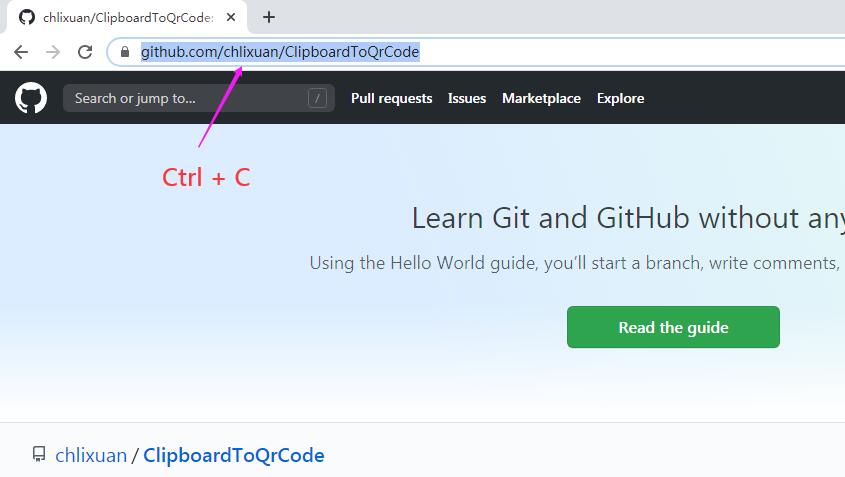 chlixuan/ClipboardToQrCode:
github.com/chlixuan/ClipboardToQrCode
Search or jump to... / Pull requests Issues Marketplace Explore
Ctrl + C
Learn Git and GitHub without any
Using the Hello World guide, you'll start a branch, write comments,
Read the guide
chlixuan / ClipboardToQrCode